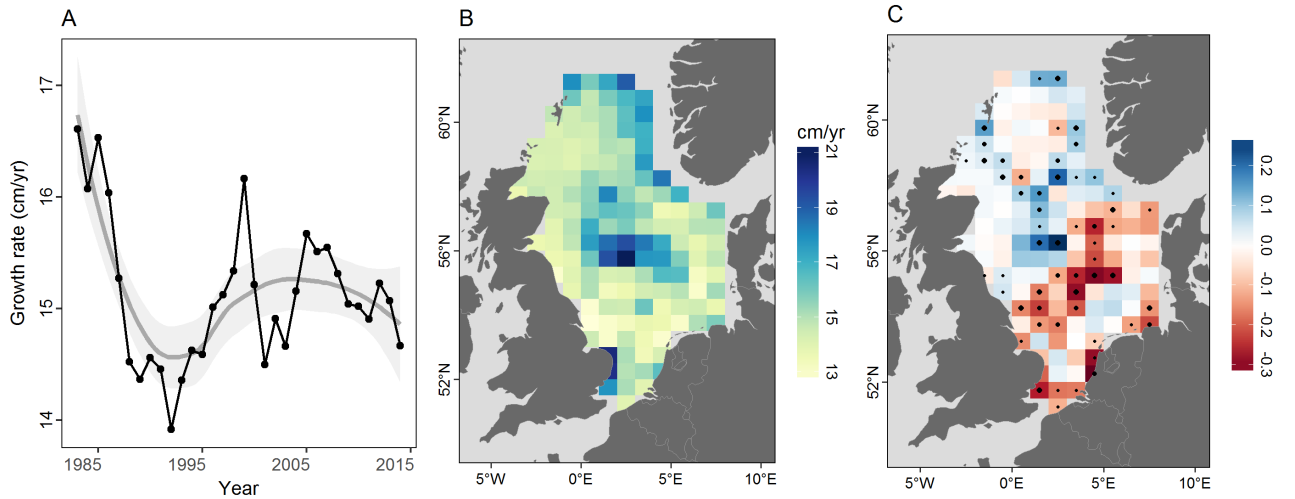 A
Growth rate (cm/yr)
17
16
15
14
1985
1995
2005
2015
Year
B
60°N
56°N
52°N
5°W
0°E
5°E
10°E
cm/yr
21
19
17
15
13
C
60°N
56°N
52°N
5°W
0°E
5°E
10°E
0.2
0.1
0.0
-0.1
-0.2
-0.3